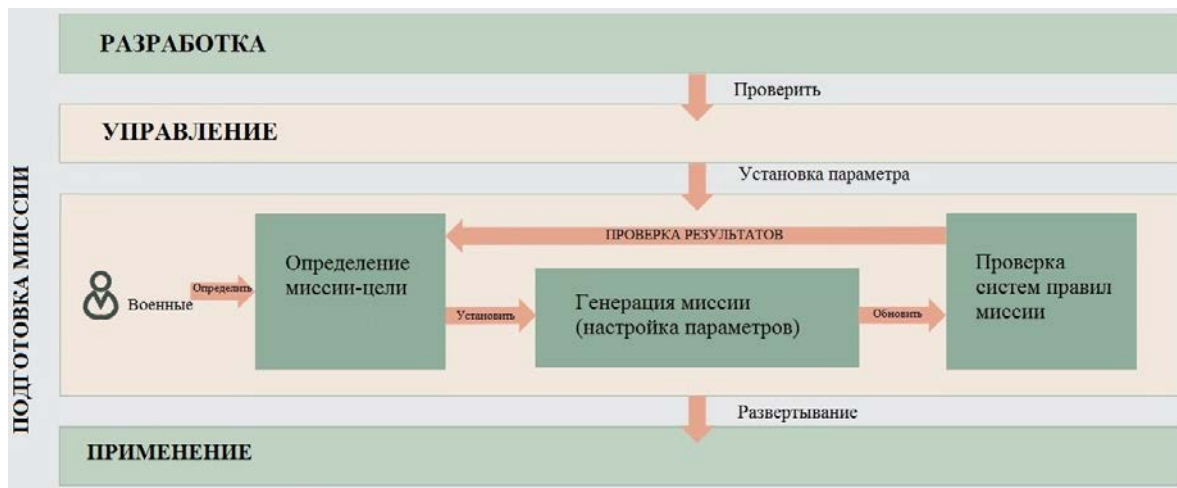 РАЗРАБОТКА
Проверить
УПРАВЛЕНИЕ
Установка параметра
ПОДГОТОВКА МИССИИ
Военные
Определить
Определение
миссии-цели
ПРОВЕРКА РЕЗУЛЬТАТОВ
Установить
Генерация миссии
(настройка параметров)
Обновить
Проверка
систем правил
миссии
Развертывание
ПРИМЕНЕНИЕ